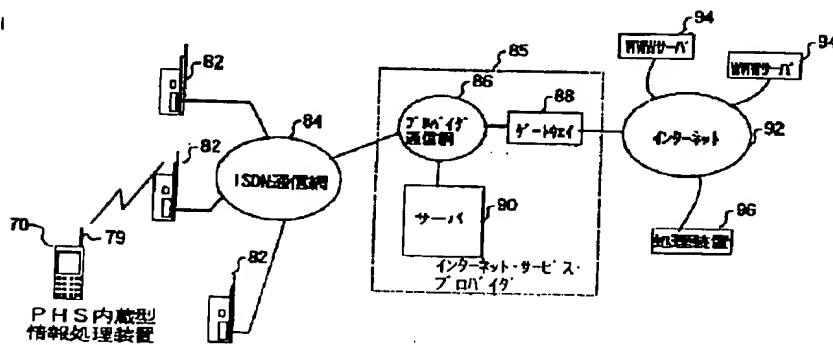 94
WWWサーバ
94
WWWサーバ
85
86
82
88
84
プロバイダ
通信網
ゲートウェイ
インターネット
92
82
ISDN通信網
サーバ
90
96
処理装置
70
79
82
インターネット・サービス・
プロバイダ
PHS内蔵型
情報処理装置